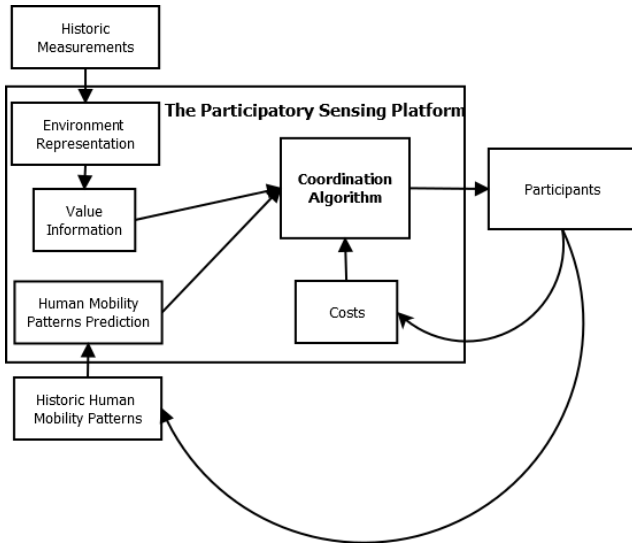 Historic
Measurements
The Participatory Sensing Platform
Environment
Representation
Coordination
Algorithm
Participants
Value
Information
Human Mobility
Patterns Prediction
Costs
Historic Human
Mobility Patterns